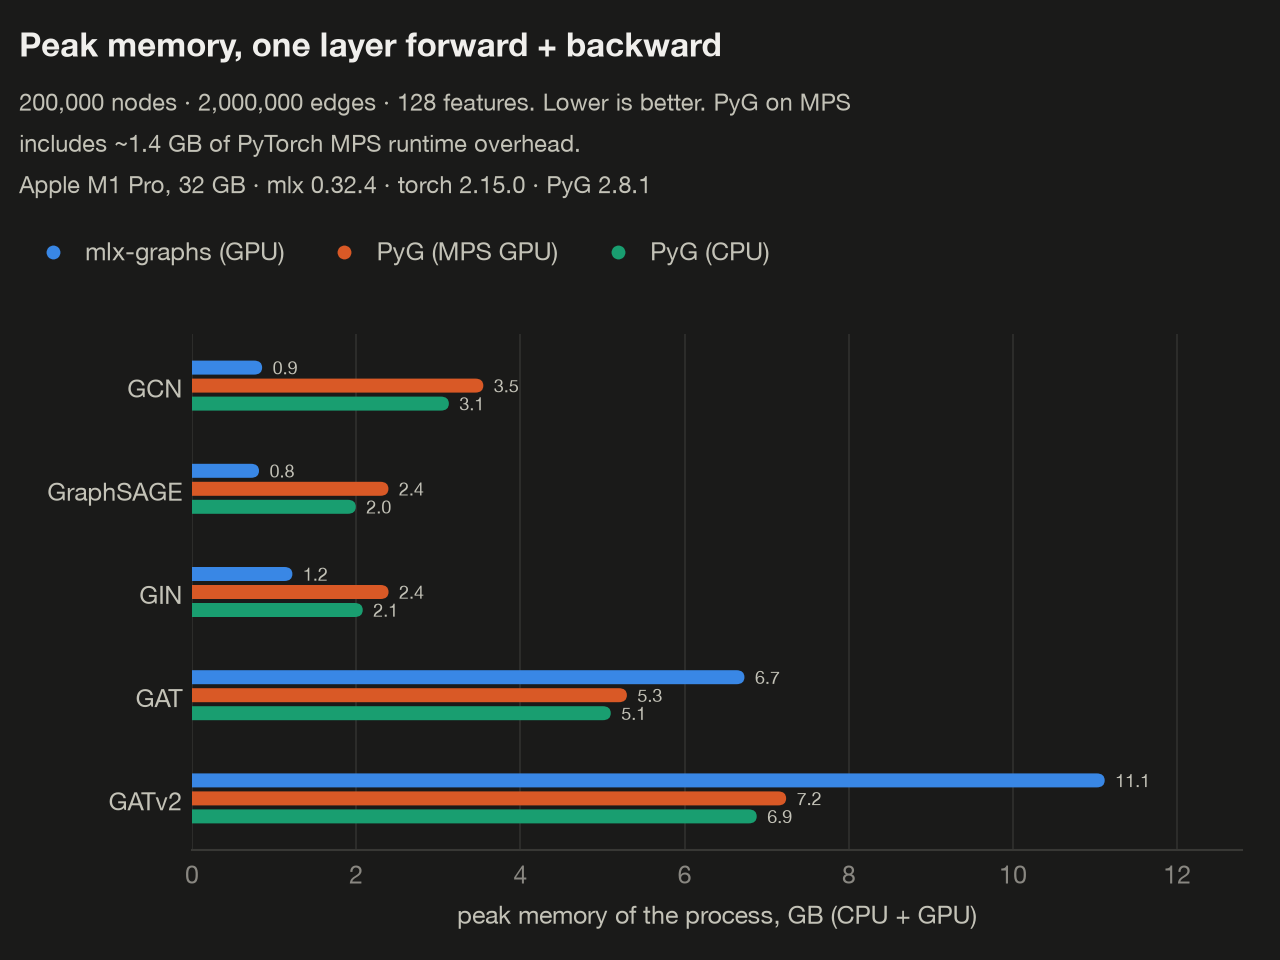 Peak memory, one layer forward + backward
200,000 nodes · 2,000,000 edges · 128 features. Lower is better. PyG on MPS
includes ~1.4 GB of PyTorch MPS runtime overhead.
Apple M1 Pro, 32 GB · mlx 0.32.4 · torch 2.15.0 · PyG 2.8.1
mlx-graphs (GPU) PyG (MPS GPU) PyG (CPU)
0.9
GCN 3.5
3.1
0.8
GraphSAGE 2.4
2.0
1.2
GIN 2.4
2.1
6.7
GAT 5.3
5.1
11.1
GATv2 7.2
6.9
0 2 4 6 8 10 12
peak memory of the process, GB (CPU + GPU)